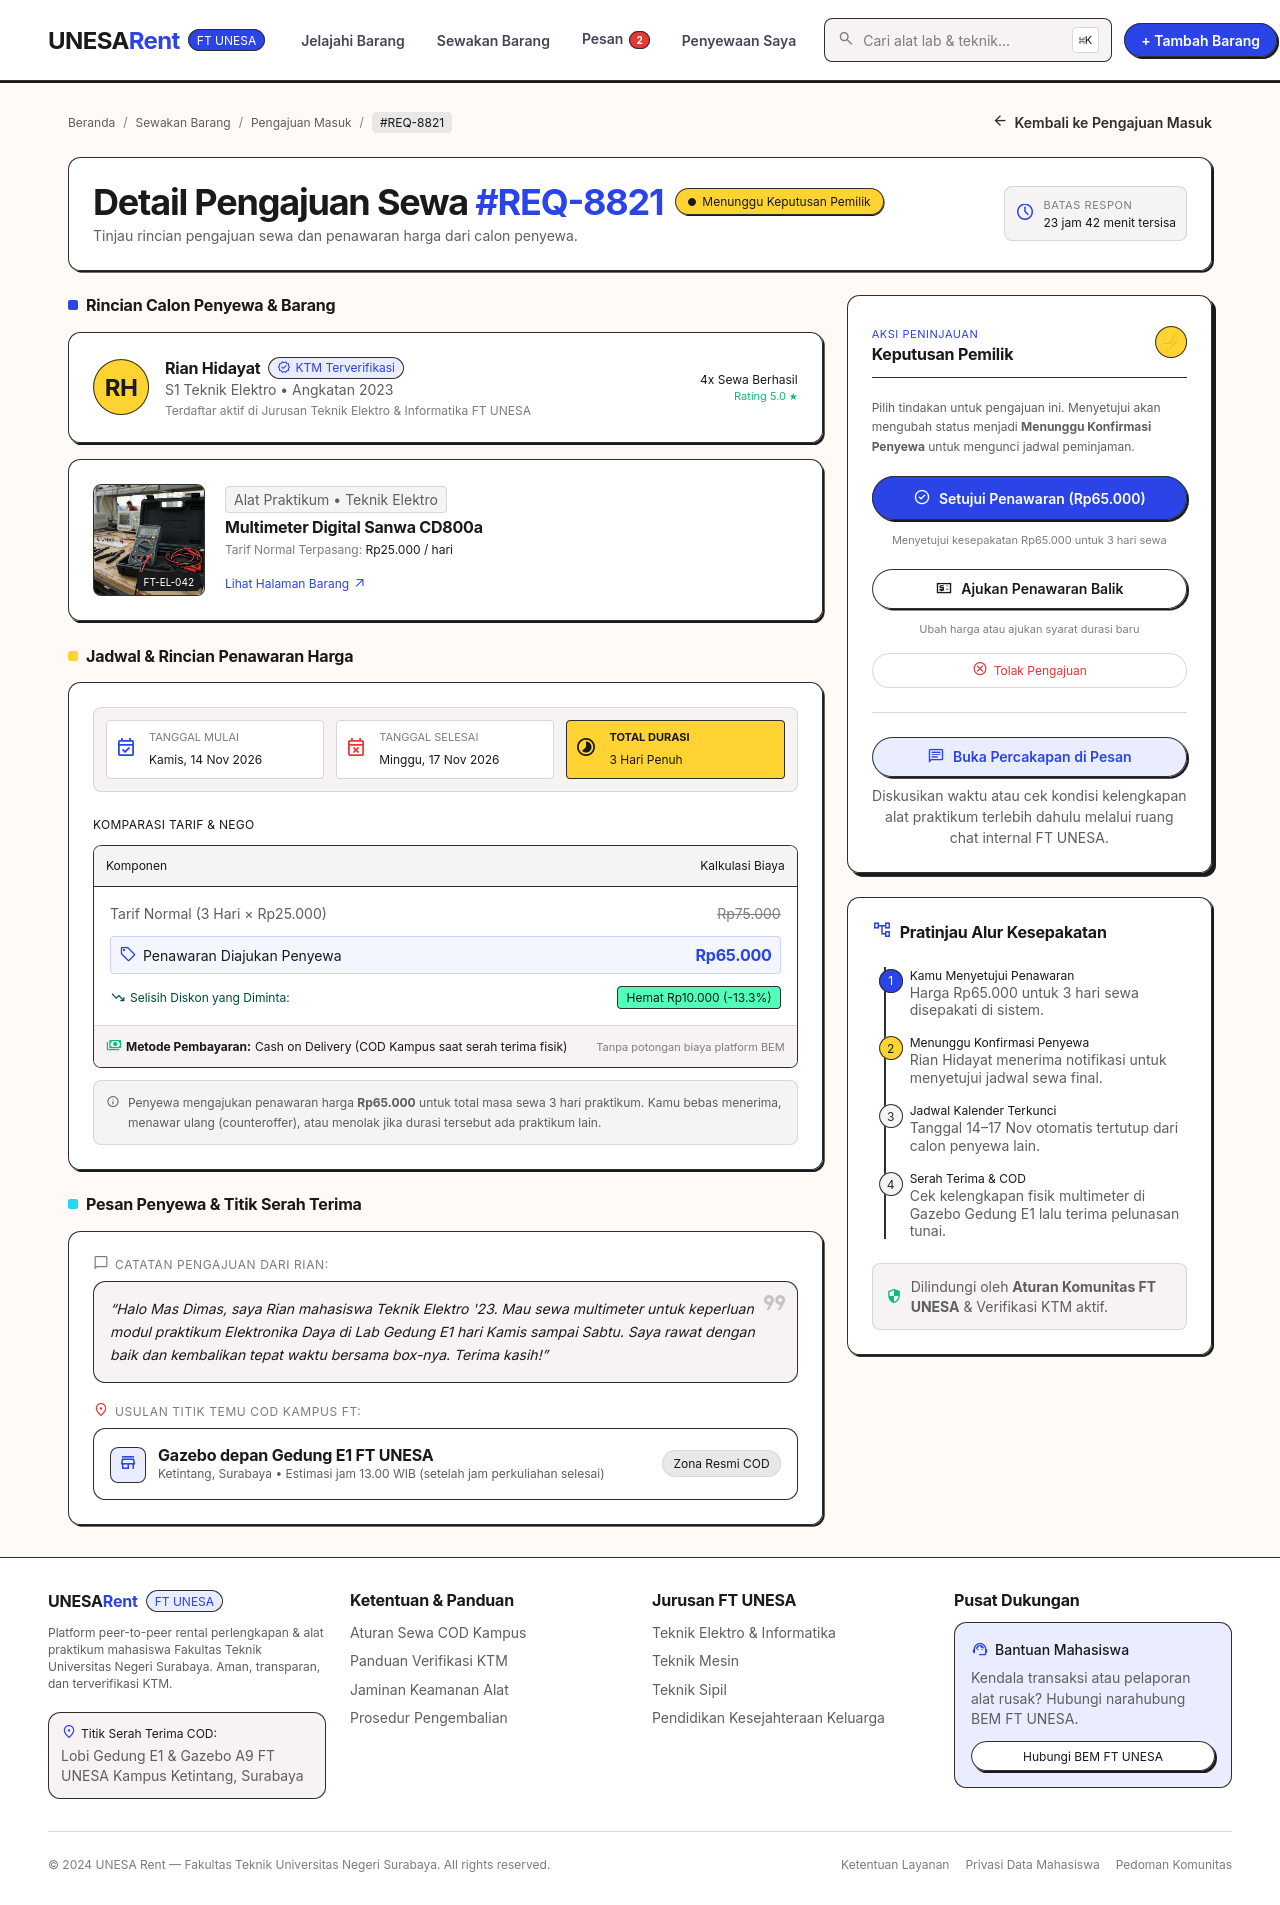 UNESARent FT UNESA Jelajahi Barang Sewakan Barang Pesan 2 Penyewaan Saya Cari alat lab & teknik... ⌘K + Tambah Barang
Beranda / Sewakan Barang / Pengajuan Masuk / #REQ-8821
Kembali ke Pengajuan Masuk
Detail Pengajuan Sewa #REQ-8821 Menunggu Keputusan Pemilik
Tinjau rincian pengajuan sewa dan penawaran harga dari calon penyewa.
BATAS RESPON
23 jam 42 menit tersisa
Rincian Calon Penyewa & Barang
RH
Rian Hidayat KTM Terverifikasi
S1 Teknik Elektro • Angkatan 2023
Terdaftar aktif di Jurusan Teknik Elektro & Informatika FT UNESA
4x Sewa Berhasil
Rating 5.0 ★
FT-EL-042
Alat Praktikum • Teknik Elektro
Multimeter Digital Sanwa CD800a
Tarif Normal Terpasang: Rp25.000 / hari
Lihat Halaman Barang
Jadwal & Rincian Penawaran Harga
TANGGAL MULAI
Kamis, 14 Nov 2026
TANGGAL SELESAI
Minggu, 17 Nov 2026
TOTAL DURASI
3 Hari Penuh
KOMPARASI TARIF & NEGO
Komponen Kalkulasi Biaya
Tarif Normal (3 Hari × Rp25.000) Rp75.000
Penawaran Diajukan Penyewa Rp65.000
Selisih Diskon yang Diminta: Hemat Rp10.000 (-13.3%)
Metode Pembayaran: Cash on Delivery (COD Kampus saat serah terima fisik) Tanpa potongan biaya platform BEM
Penyewa mengajukan penawaran harga Rp65.000 untuk total masa sewa 3 hari praktikum. Kamu bebas menerima,
menawar ulang (counteroffer), atau menolak jika durasi tersebut ada praktikum lain.
Pesan Penyewa & Titik Serah Terima
CATATAN PENGAJUAN DARI RIAN:
“Halo Mas Dimas, saya Rian mahasiswa Teknik Elektro '23. Mau sewa multimeter untuk keperluan
modul praktikum Elektronika Daya di Lab Gedung E1 hari Kamis sampai Sabtu. Saya rawat dengan
baik dan kembalikan tepat waktu bersama box-nya. Terima kasih!”
USULAN TITIK TEMU COD KAMPUS FT:
Gazebo depan Gedung E1 FT UNESA
Ketintang, Surabaya • Estimasi jam 13.00 WIB (setelah jam perkuliahan selesai)
Zona Resmi COD
AKSI PENINJAUAN
Keputusan Pemilik
Pilih tindakan untuk pengajuan ini. Menyetujui akan
mengubah status menjadi Menunggu Konfirmasi
Penyewa untuk mengunci jadwal peminjaman.
Setujui Penawaran (Rp65.000)
Menyetujui kesepakatan Rp65.000 untuk 3 hari sewa
Ajukan Penawaran Balik
Ubah harga atau ajukan syarat durasi baru
Tolak Pengajuan
Buka Percakapan di Pesan
Diskusikan waktu atau cek kondisi kelengkapan
alat praktikum terlebih dahulu melalui ruang
chat internal FT UNESA.
Pratinjau Alur Kesepakatan
1 Kamu Menyetujui Penawaran
Harga Rp65.000 untuk 3 hari sewa
disepakati di sistem.
2 Menunggu Konfirmasi Penyewa
Rian Hidayat menerima notifikasi untuk
menyetujui jadwal sewa final.
3 Jadwal Kalender Terkunci
Tanggal 14–17 Nov otomatis tertutup dari
calon penyewa lain.
4 Serah Terima & COD
Cek kelengkapan fisik multimeter di
Gazebo Gedung E1 lalu terima pelunasan
tunai.
Dilindungi oleh Aturan Komunitas FT
UNESA & Verifikasi KTM aktif.
UNESARent FT UNESA
Platform peer-to-peer rental perlengkapan & alat
praktikum mahasiswa Fakultas Teknik
Universitas Negeri Surabaya. Aman, transparan,
dan terverifikasi KTM.
Titik Serah Terima COD:
Lobi Gedung E1 & Gazebo A9 FT
UNESA Kampus Ketintang, Surabaya
Ketentuan & Panduan
Aturan Sewa COD Kampus
Panduan Verifikasi KTM
Jaminan Keamanan Alat
Prosedur Pengembalian
Jurusan FT UNESA
Teknik Elektro & Informatika
Teknik Mesin
Teknik Sipil
Pendidikan Kesejahteraan Keluarga
Pusat Dukungan
Bantuan Mahasiswa
Kendala transaksi atau pelaporan
alat rusak? Hubungi narahubung
BEM FT UNESA.
Hubungi BEM FT UNESA
© 2024 UNESA Rent — Fakultas Teknik Universitas Negeri Surabaya. All rights reserved.
Ketentuan Layanan Privasi Data Mahasiswa Pedoman Komunitas